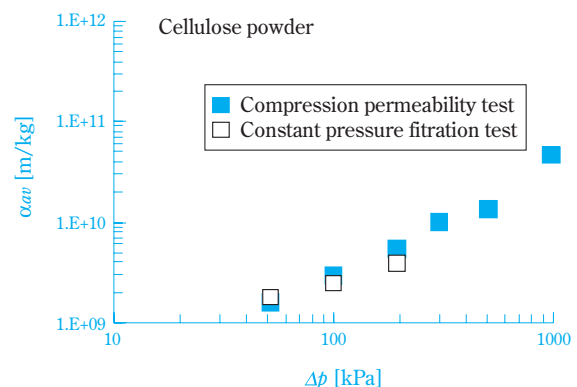 Cellulose powder
1.E+12
1.E+11
1.E+10
1.E+09
Compression permeability test
Constant pressure fitration test
αav [m/kg]
10
100
1000
Δp [kPa]